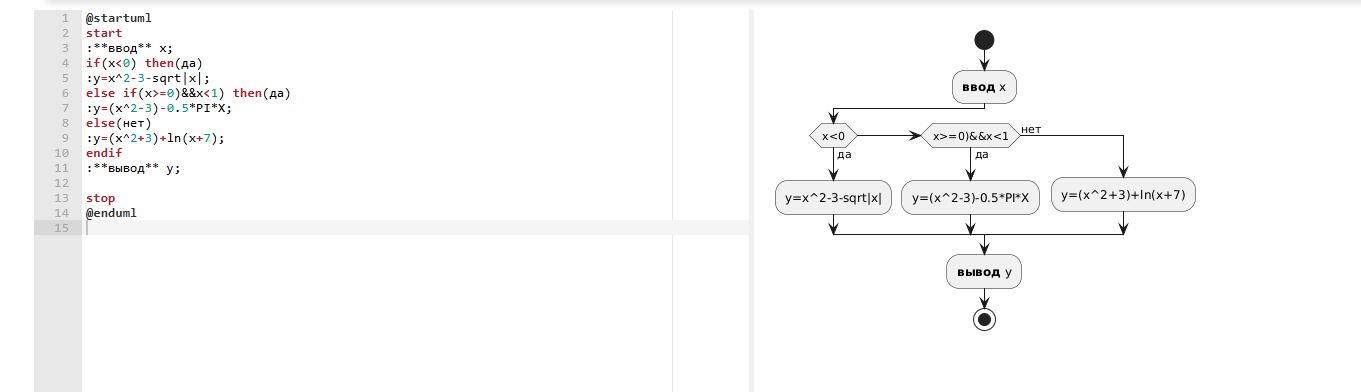 1 @startuml
2 start
3 :**ввод** x;
4 if(x<0) then(да)
5 :y=x^2-3-sqrt|x|;
6 else if(x>=0)&&x<1) then(да)
7 :y=(x^2-3)-0.5*PI*X;
8 else(нет)
9 :y=(x^2+3)+ln(x+7);
10 endif
11 :**вывод** y;
12
13 stop
14 @enduml
15
ввод x
x<0
x>=0)&&x<1
нет
да
да
y=x^2-3-sqrt|x|
y=(x^2-3)-0.5*PI*X
y=(x^2+3)+ln(x+7)
вывод y